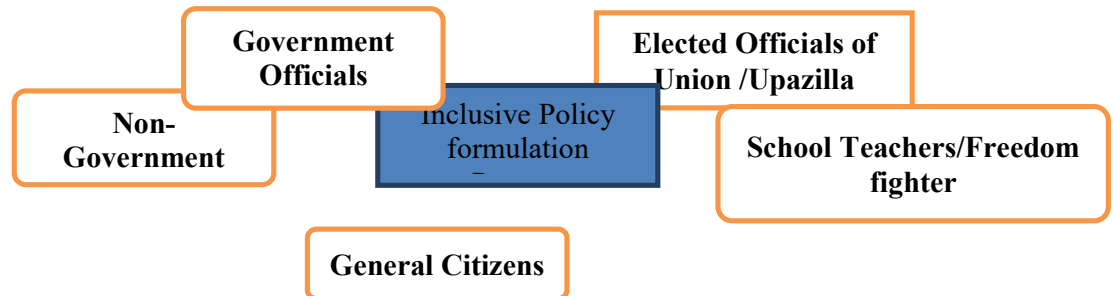 Government
Officials
Elected Officials of
Union /Upazilla
Non-
Government
Inclusive Policy
formulation
School Teachers/Freedom
fighter
General Citizens